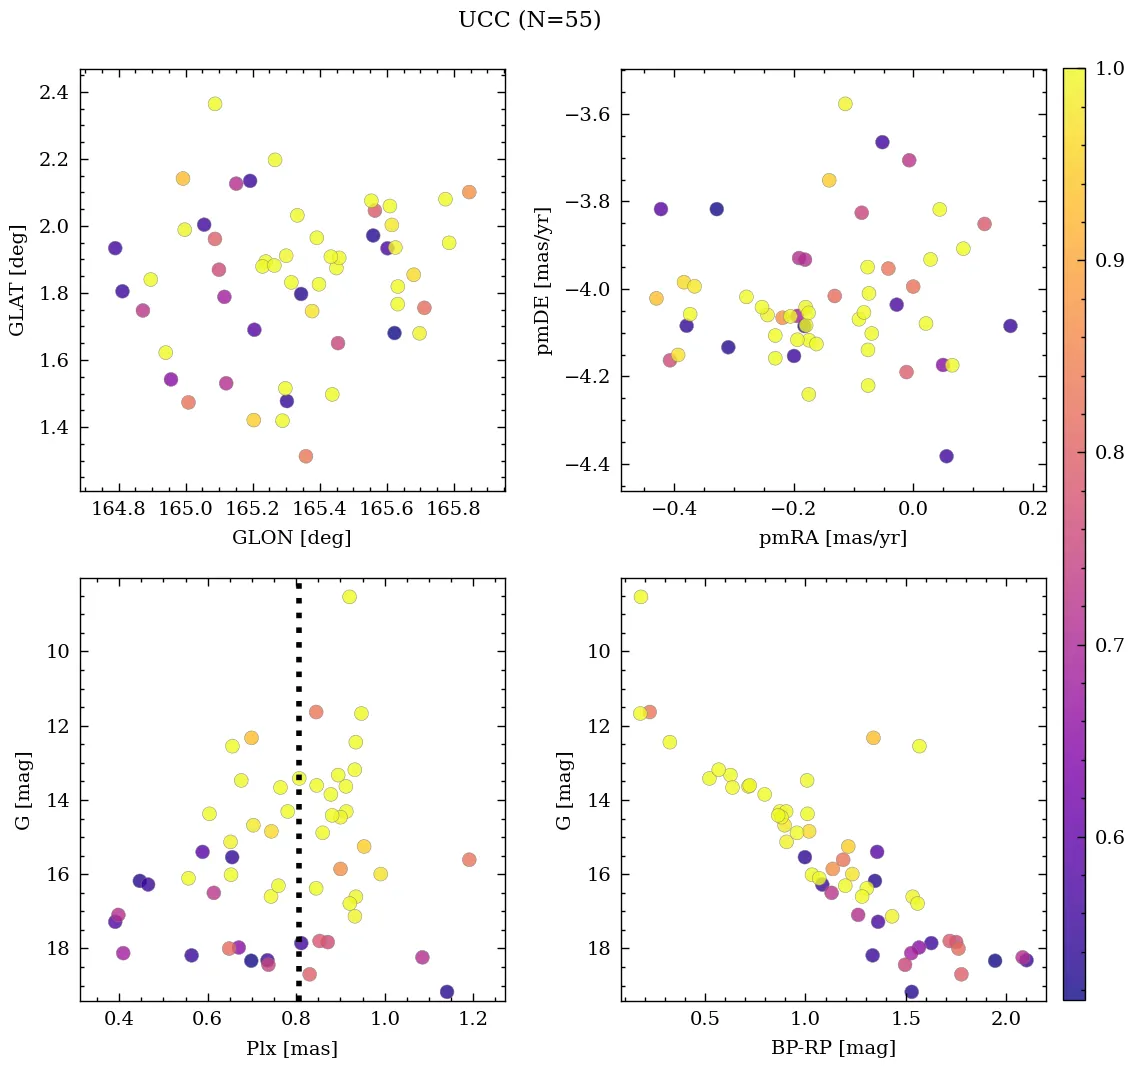 UCC (N=55)
2.4
2.2
2.0
1.8
1.6
1.4
GLAT [deg]
164.8 165.0 165.2 165.4 165.6 165.8
GLON [deg]
−3.6
−3.8
−4.0
−4.2
−4.4
pmDE [mas/yr]
−0.4 −0.2 0.0 0.2
pmRA [mas/yr]
1.0
0.9
0.8
0.7
0.6
10
12
14
16
18
G [mag]
0.4 0.6 0.8 1.0 1.2
Plx [mas]
10
12
14
16
18
G [mag]
0.5 1.0 1.5 2.0
BP-RP [mag]